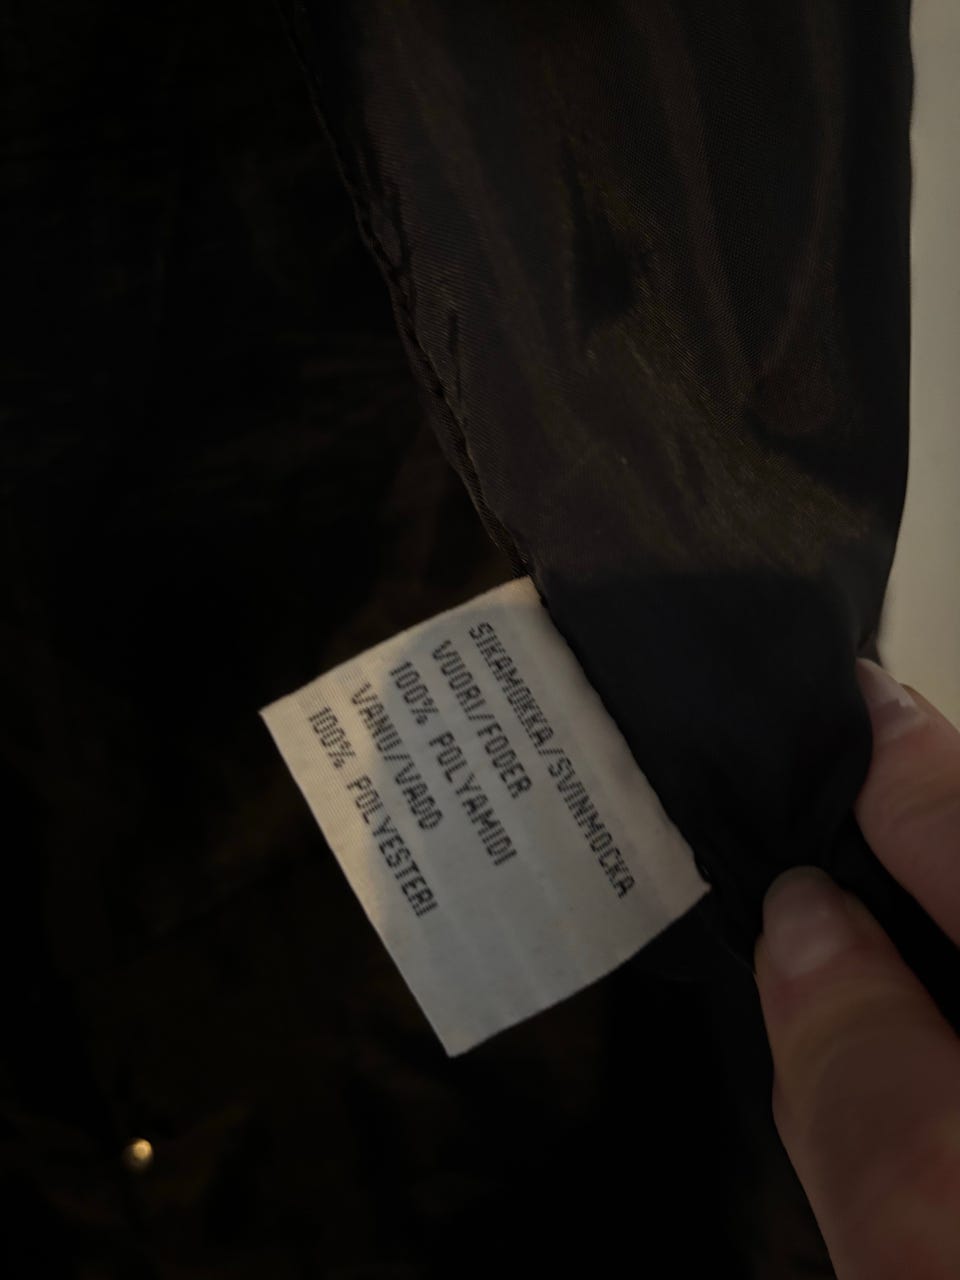 SIKAMOKKA/SVINMOCKA
VUORI/FODER
100% POLYAMIDI
VANU/VADD
100% POLYESTERI